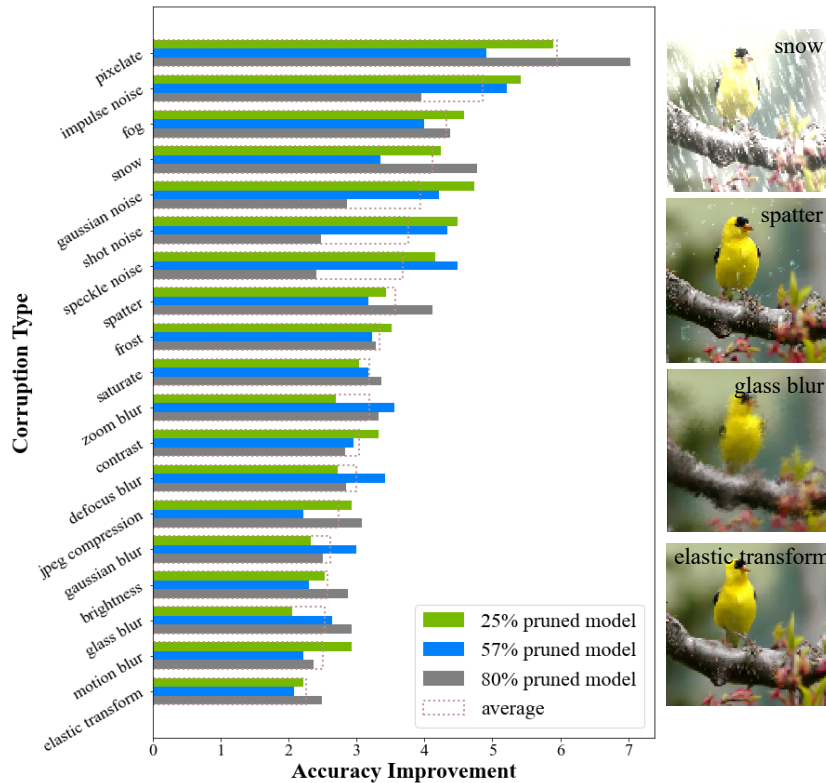 Corruption Type
pixelate
impulse noise
fog
snow
gaussian noise
shot noise
speckle noise
spatter
frost
saturate
zoom blur
contrast
defocus blur
jpeg compression
gaussian blur
brightness
glass blur
motion blur
elastic transform
25% pruned model
57% pruned model
80% pruned model
average
0 1 2 3 4 5 6 7
Accuracy Improvement
snow
spatter
glass blur
elastic transform